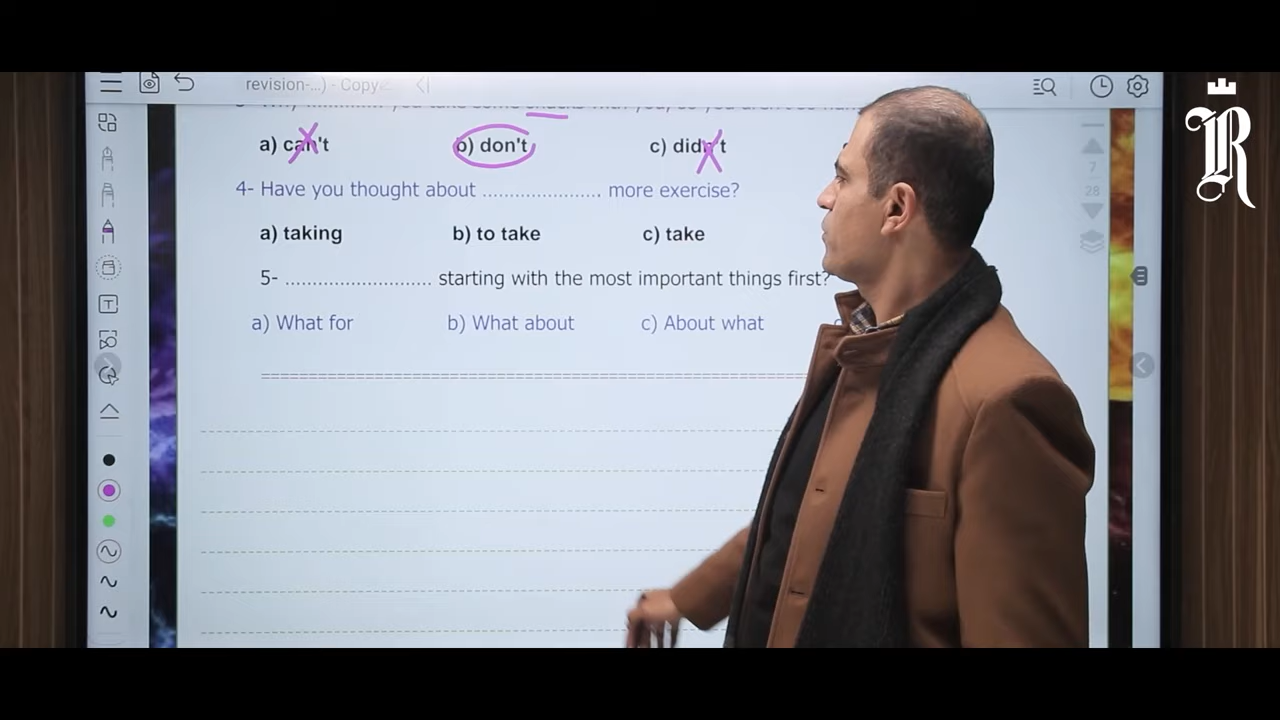 revision-...) - Copy
a) can't b) don't c) didn't
4- Have you thought about ...................... more exercise?
a) taking b) to take c) take
5- ........................... starting with the most important things first?
a) What for b) What about c) About what
7
28
R